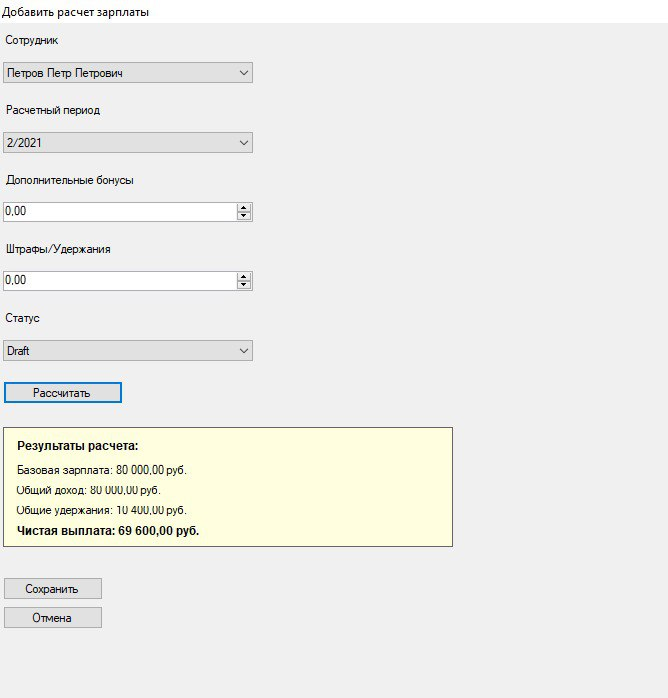 Добавить расчет зарплаты
Сотрудник
Петров Петр Петрович
Расчетный период
2/2021
Дополнительные бонусы
0,00
Штрафы/Удержания
0,00
Статус
Draft
Рассчитать
Результаты расчета:
Базовая зарплата: 80 000,00 руб.
Общий доход: 80 000,00 руб.
Общие удержания: 10 400,00 руб.
Чистая выплата: 69 600,00 руб.
Сохранить
Отмена